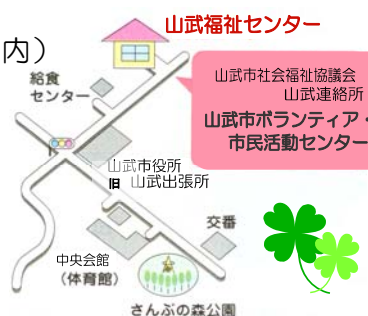 山武福祉センター
内）
給食
センター
山武市社会福祉協議会
山武連絡所
山武市ボランティア・
市民活動センター
山武市役所
旧 山武出張所
交番
中央会館
（体育館）
さんぶの森公園